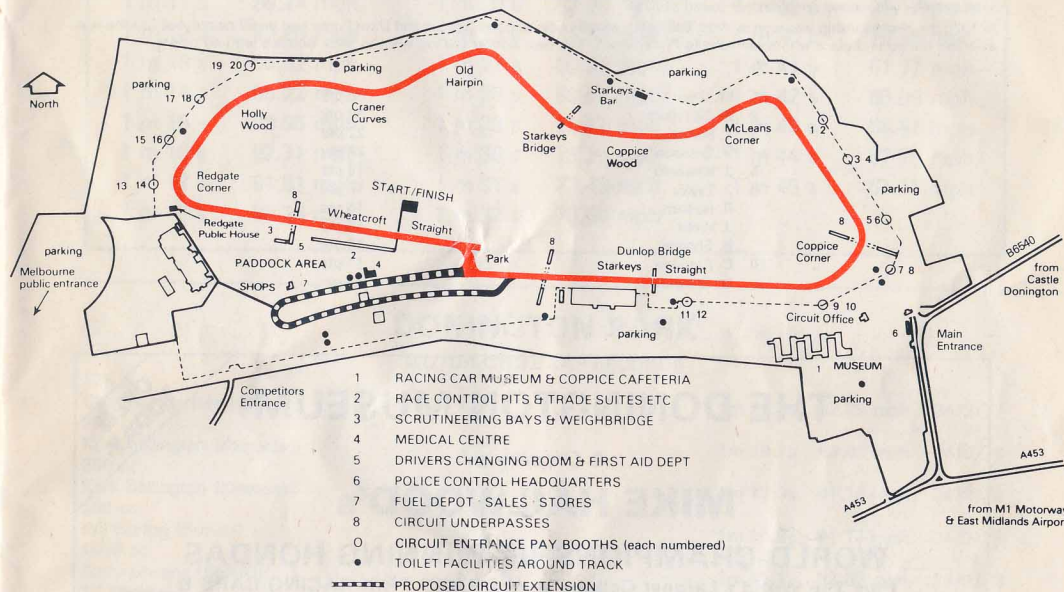 North
parking
19 20
17 18
15 16
13 14
Holly
Wood
parking
Craner
Curves
Old
Hairpin
Starkeys
Bar
parking
Starkeys
Bridge
Coppice
Wood
McLeans
Corner
1 2
3 4
parking
5 6
7 8
8
Coppice
Corner
Redgate
Corner
Redgate
Public House
8
3
5
Wheatcroft
Straight
START/FINISH
2
4
PADDOCK AREA
SHOPS
7
Park
8
Dunlop Bridge
Starkeys
Straight
11 12
9 10
parking
Circuit Office
6
MUSEUM
1
parking
Main
Entrance
B6540
from
Castle
Donington
A453
A453
from M1 Motorway
& East Midlands Airport
parking
Melbourne
public entrance
Competitors
Entrance
1 RACING CAR MUSEUM & COPPICE CAFETERIA
2 RACE CONTROL PITS & TRADE SUITES ETC
3 SCRUTINEERING BAYS & WEIGHBRIDGE
4 MEDICAL CENTRE
5 DRIVERS CHANGING ROOM & FIRST AID DEPT
6 POLICE CONTROL HEADQUARTERS
7 FUEL DEPOT - SALES - STORES
8 CIRCUIT UNDERPASSES
O CIRCUIT ENTRANCE PAY BOOTHS (each numbered)
• TOILET FACILITIES AROUND TRACK
PROPOSED CIRCUIT EXTENSION